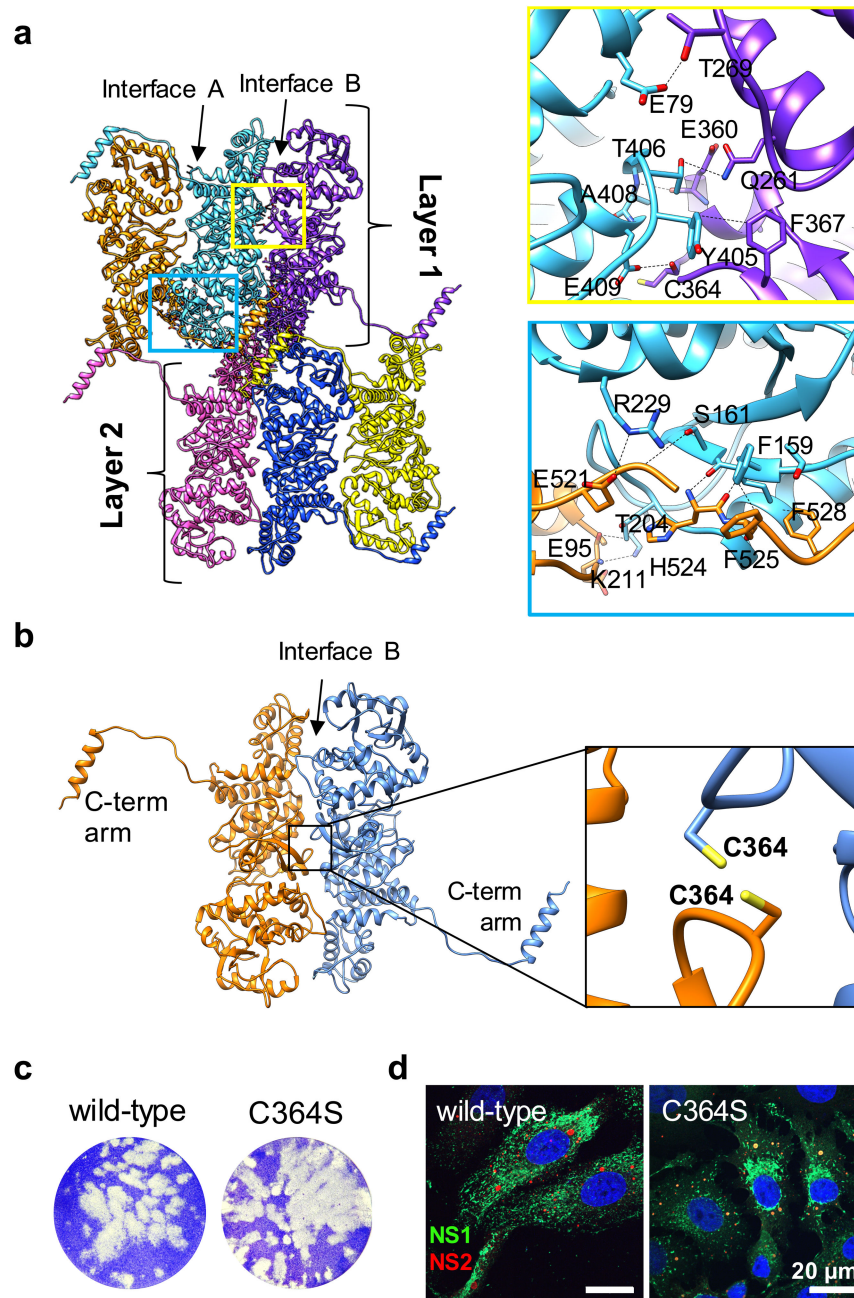 a
Interface A
Interface B
Layer 1
Layer 2
T269
E79
E360
T406
Q261
A408
F367
Y405
E409
C364
R229
S161
F159
E521
T204
F528
E95
H524
F525
K211
b
Interface B
C-term
arm
C-term
arm
C364
C364
c
wild-type
C364S
d
wild-type
C364S
NS1
NS2
20 µm